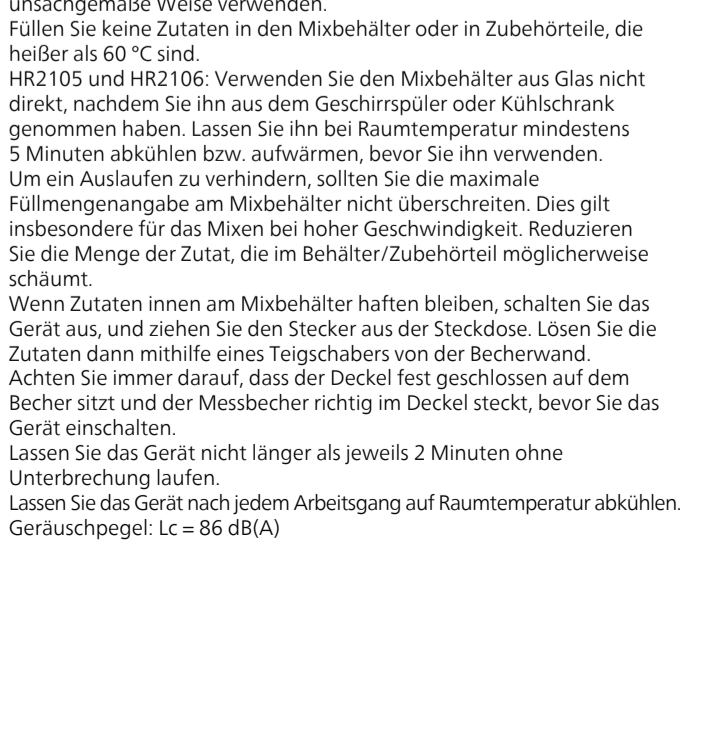 unsachgemäße Weise verwenden.
Füllen Sie keine Zutaten in den Mixbehälter oder in Zubehörteile, die
heißer als 60 °C sind.
HR2105 und HR2106: Verwenden Sie den Mixbehälter aus Glas nicht
direkt, nachdem Sie ihn aus dem Geschirrspüler oder Kühlschrank
genommen haben. Lassen Sie ihn bei Raumtemperatur mindestens
5 Minuten abkühlen bzw. aufwärmen, bevor Sie ihn verwenden.
Um ein Auslaufen zu verhindern, sollten Sie die maximale
Füllmengenangabe am Mixbehälter nicht überschreiten. Dies gilt
insbesondere für das Mixen bei hoher Geschwindigkeit. Reduzieren
Sie die Menge der Zutat, die im Behälter/Zubehörteil möglicherweise
schäumt.
Wenn Zutaten innen am Mixbehälter haften bleiben, schalten Sie das
Gerät aus, und ziehen Sie den Stecker aus der Steckdose. Lösen Sie die
Zutaten dann mithilfe eines Teigschabers von der Becherwand.
Achten Sie immer darauf, dass der Deckel fest geschlossen auf dem
Becher sitzt und der Messbecher richtig im Deckel steckt, bevor Sie das
Gerät einschalten.
Lassen Sie das Gerät nicht länger als jeweils 2 Minuten ohne
Unterbrechung laufen.
Lassen Sie das Gerät nach jedem Arbeitsgang auf Raumtemperatur abkühlen.
Geräuschpegel: Lc = 86 dB(A)